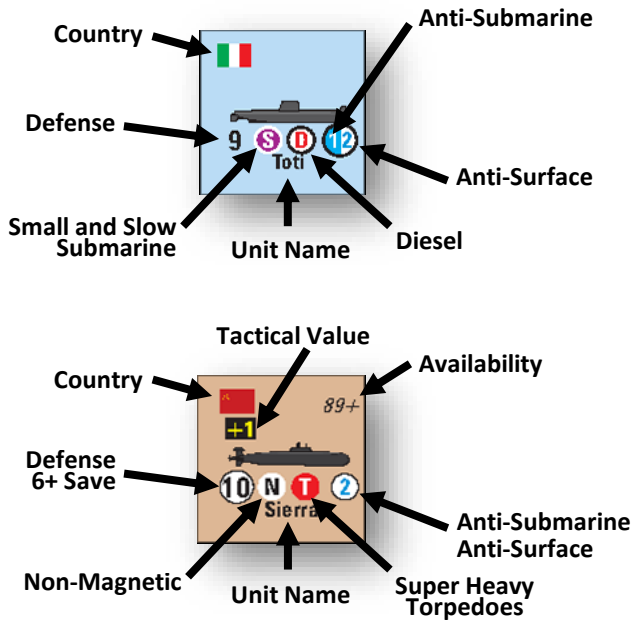 Anti-Submarine
Country
Defense
9 S D 12
Toti
Anti-Surface
Small and Slow
Submarine
Unit Name
Diesel
Tactical Value
Country
Availability
89+
+1
Defense
6+ Save
10 N T 2
Sierra
Anti-Submarine
Anti-Surface
Non-Magnetic
Unit Name
Super Heavy
Torpedoes